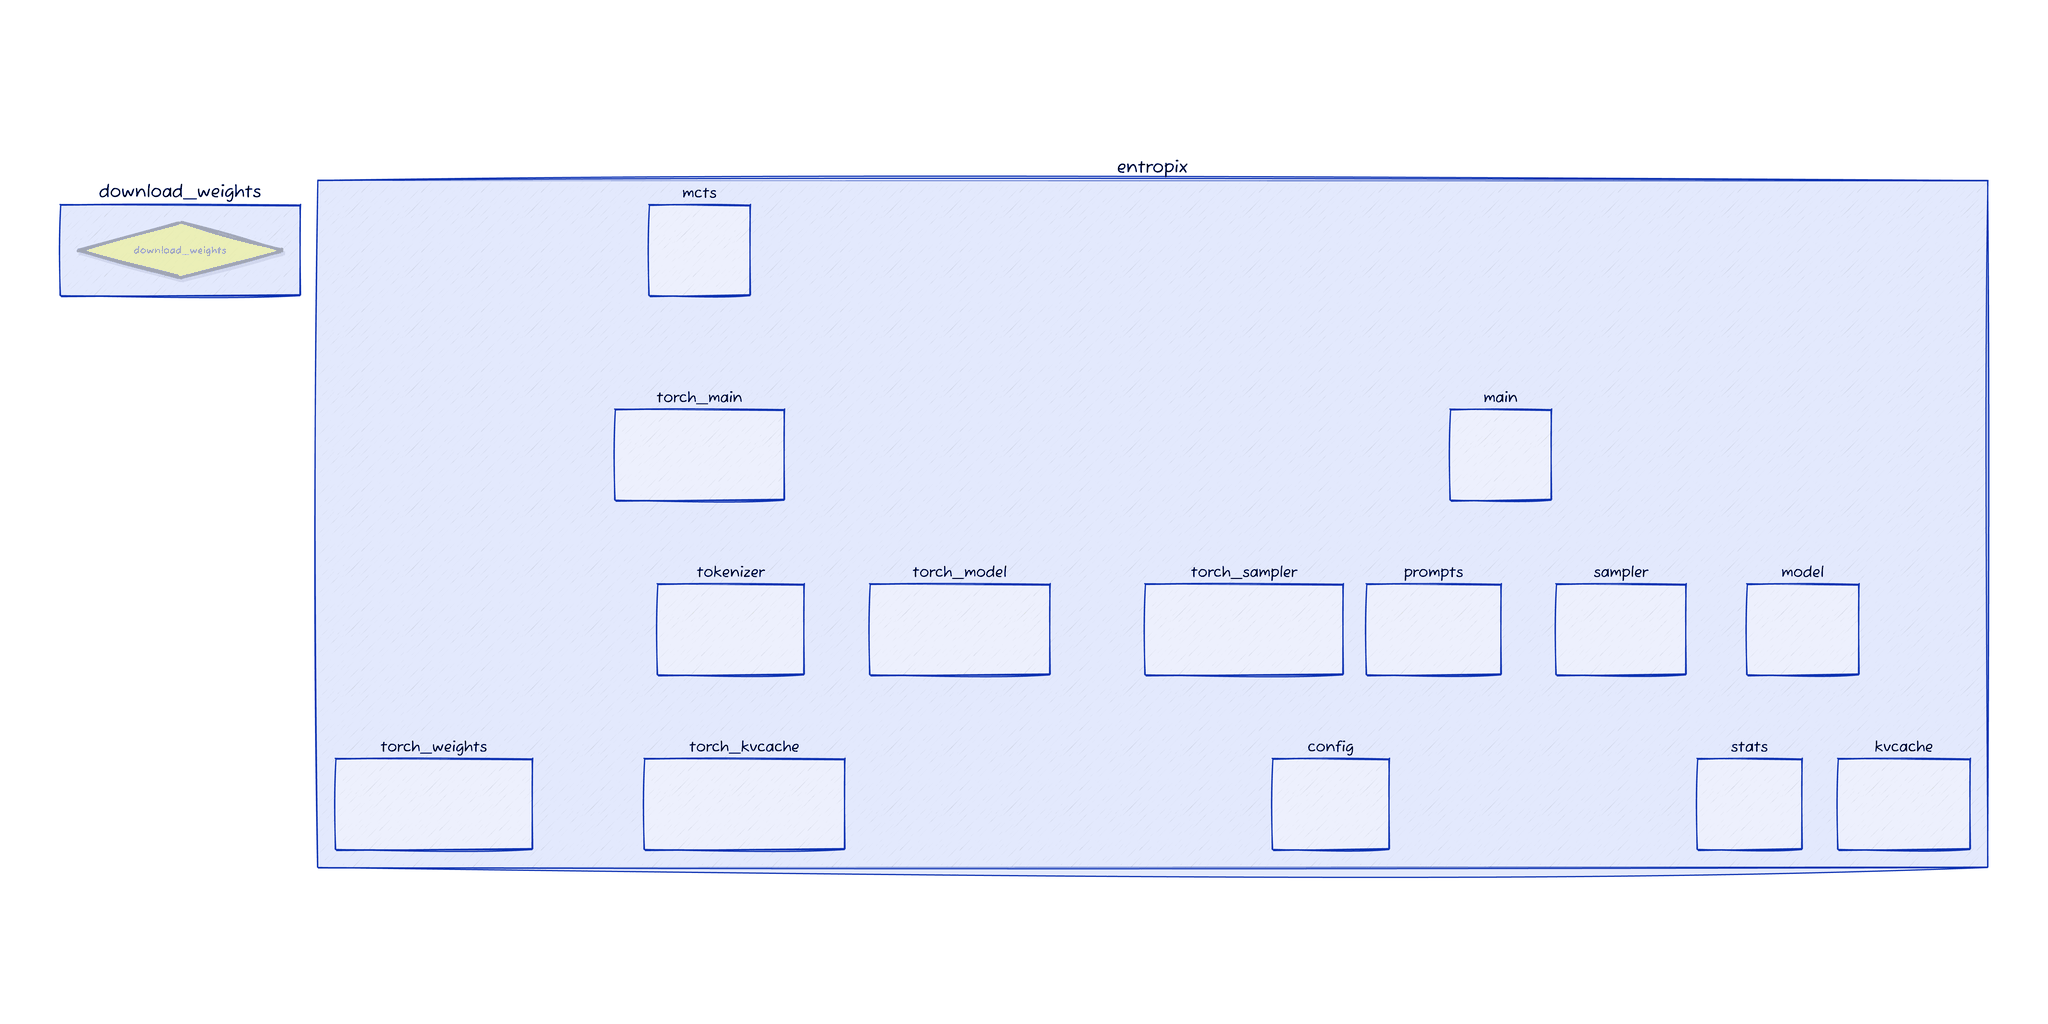 entropix
download_weights
download_weights
mcts
torch_main
main
tokenizer
torch_model
torch_sampler
prompts
sampler
model
torch_weights
torch_kvcache
config
stats
kvcache